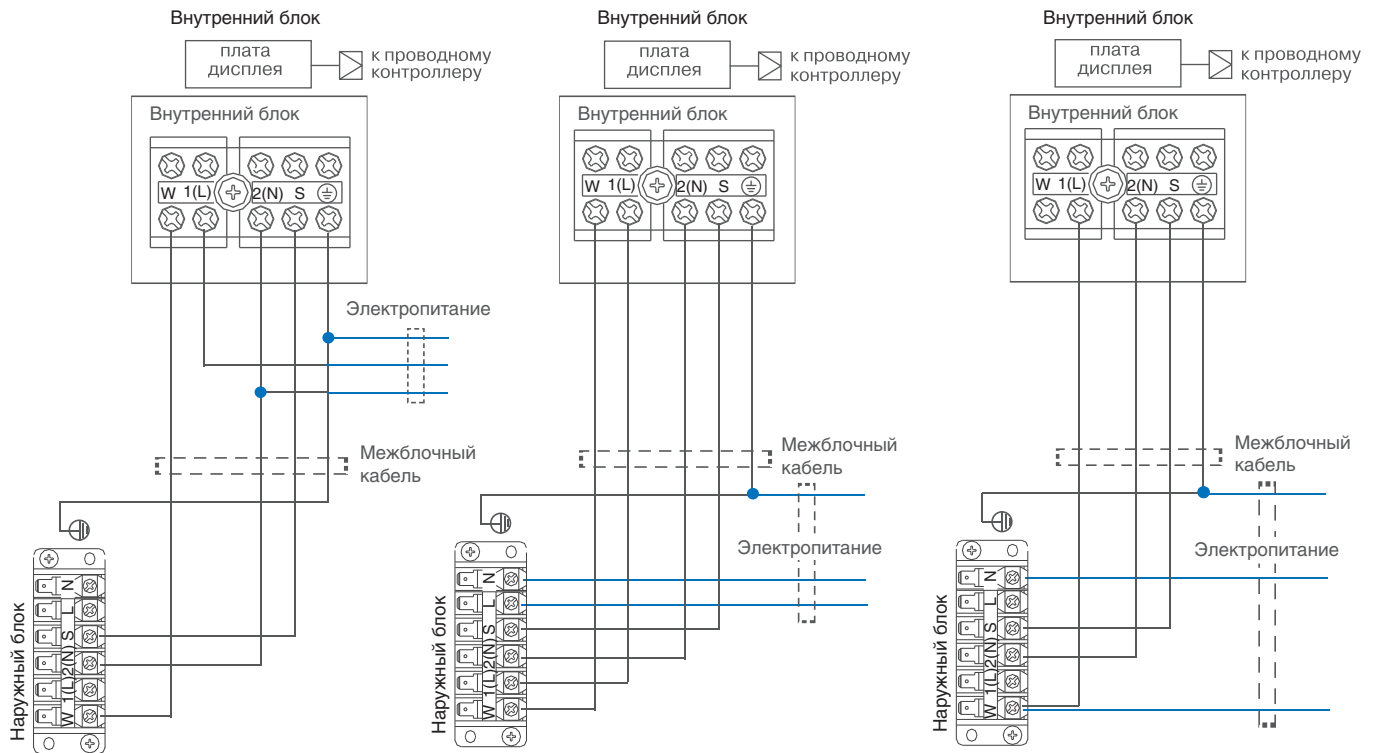 Внутренний блок
плата
дисплея
к проводному
контроллеру
Внутренний блок
W 1(L) 2(N) S
Электропитание
Межблочный
кабель
Наружный блок
N
L
S
2(N)
1(L)
W
Внутренний блок
плата
дисплея
к проводному
контроллеру
Внутренний блок
W 1(L) 2(N) S
Межблочный
кабель
Электропитание
Наружный блок
N
L
S
2(N)
1(L)
W
Внутренний блок
плата
дисплея
к проводному
контроллеру
Внутренний блок
W 1(L) 2(N) S
Межблочный
кабель
Электропитание
Наружный блок
N
L
S
2(N)
1(L)
W